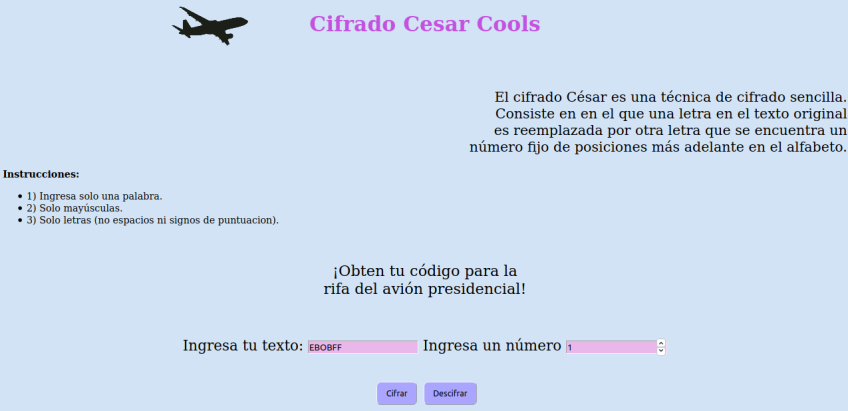 Cifrado Cesar Cools
El cifrado César es una técnica de cifrado sencilla.
Consiste en en el que una letra en el texto original
es reemplazada por otra letra que se encuentra un
número fijo de posiciones más adelante en el alfabeto.
Instrucciones:
1) Ingresa solo una palabra.
2) Solo mayúsculas.
3) Solo letras (no espacios ni signos de puntuacion).
¡Obten tu código para la
rifa del avión presidencial!
Ingresa tu texto: EBOBFF Ingresa un número 1
Cifrar Descifrar